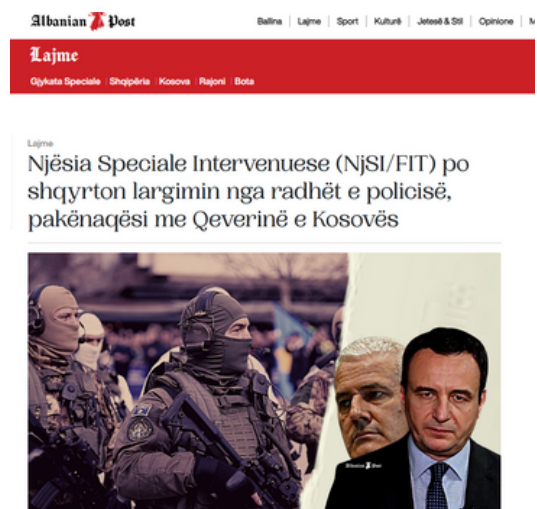 Albanian Post
Ballina | Lajme | Sport | Kulturë | Jetesë & Stil | Opinione | M
Lajme
Gjykata Speciale | Shqipëria | Kosova | Rajoni | Bota
Lajme
Njësia Speciale Intervenuese (NjSI/FIT) po
shqyrton largimin nga radhët e policisë,
pakënaqësi me Qeverinë e Kosovës
Albanian Post